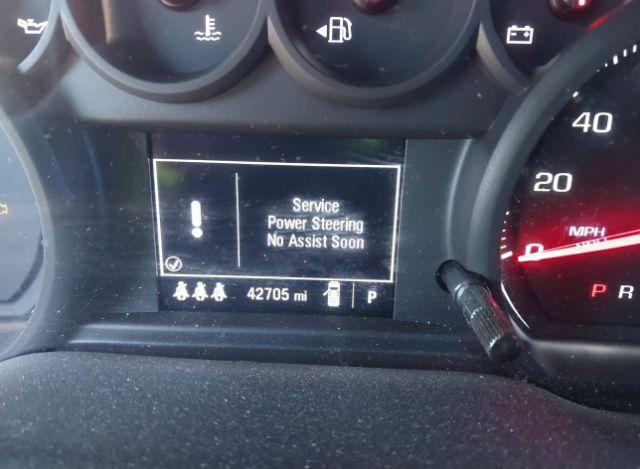 Service
Power Steering
No Assist Soon
42705 mi
P
40
20
0
MPH
P R